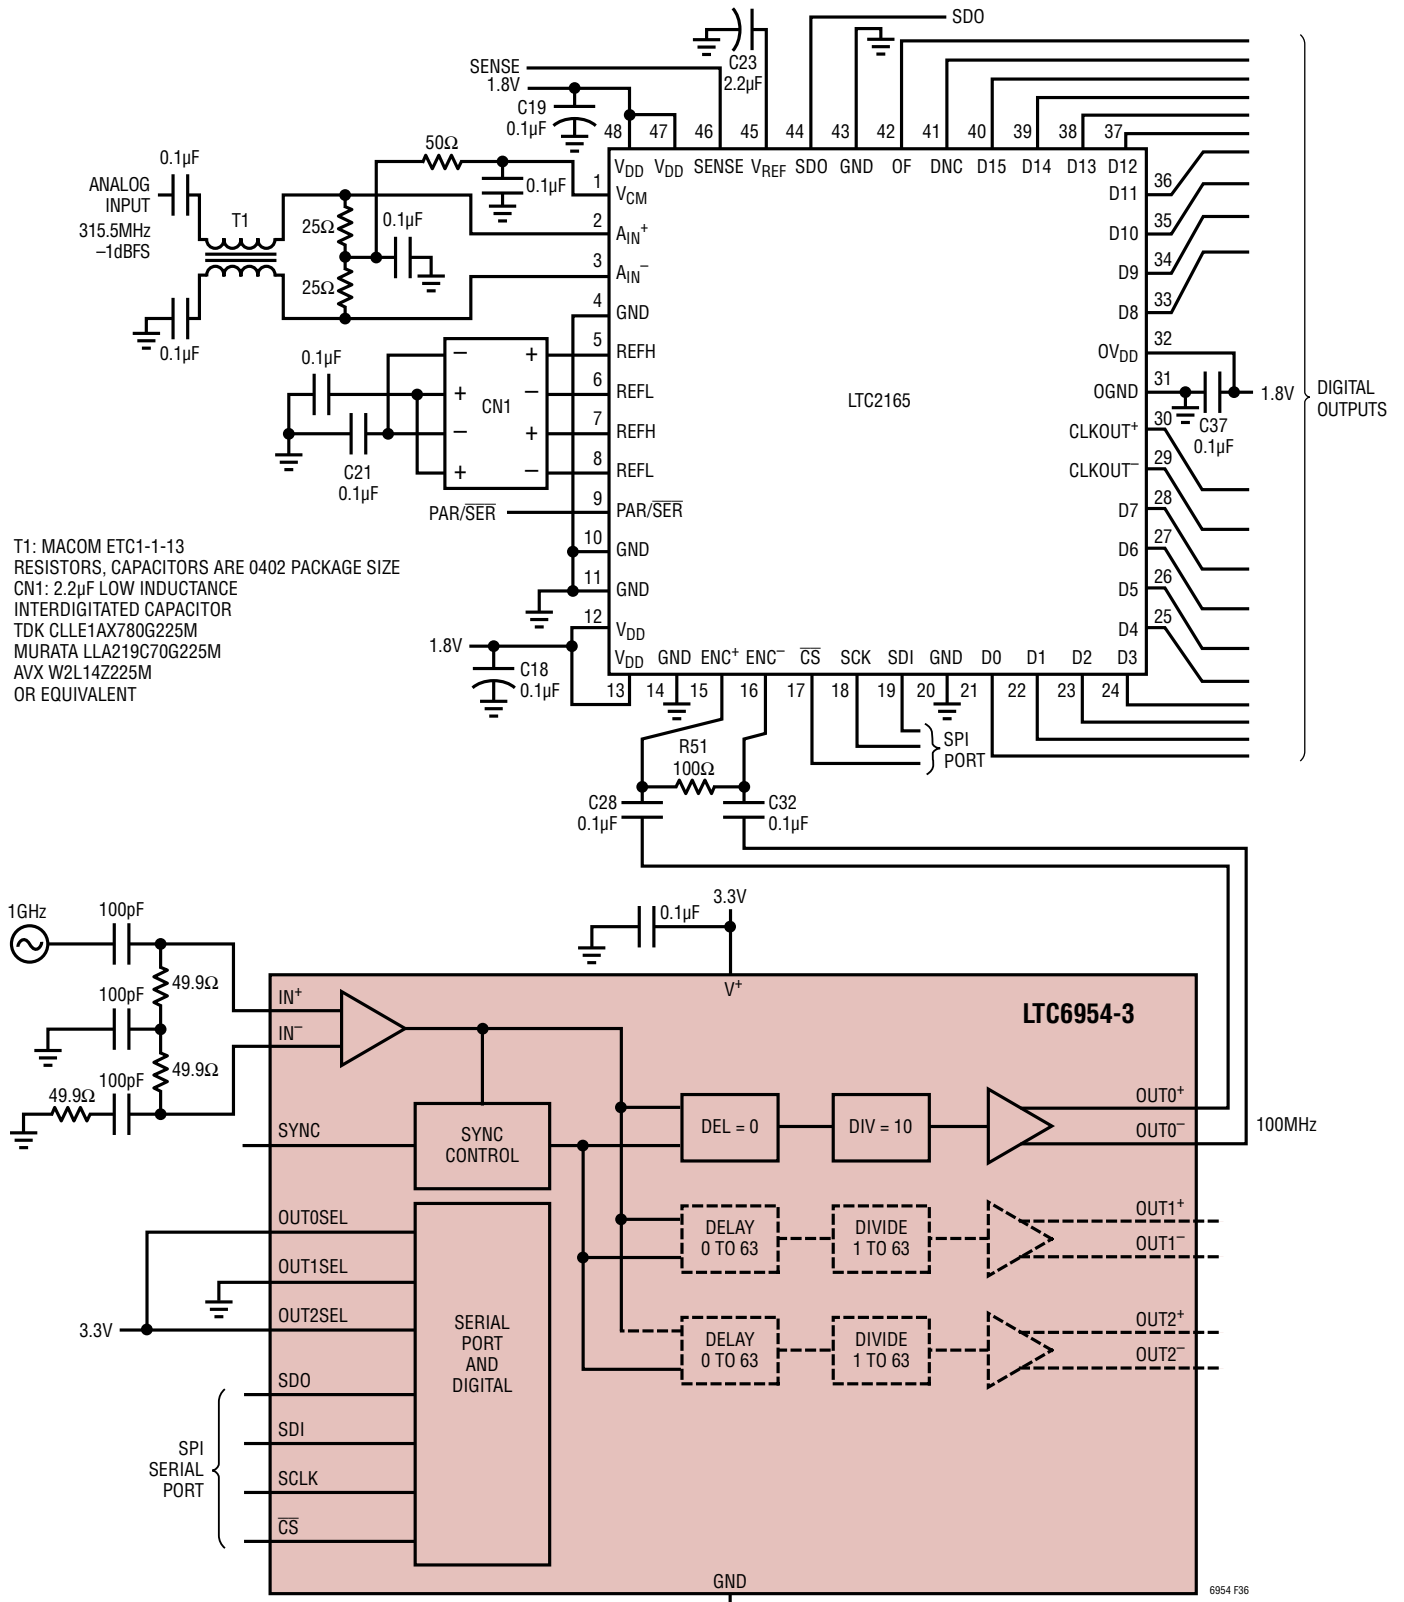 SDO
C23
2.2µF
SENSE
1.8V
C19
0.1µF
48 47 46 45 44 43 42 41 40 39 38 37
VDD VDD SENSE VREF SDO GND OF DNC D15 D14 D13 D12
0.1µF
ANALOG
INPUT
315.5MHz
–1dBFS
T1
0.1µF
50Ω
0.1µF
25Ω
0.1µF
25Ω
1 VCM
2 AIN+
3 AIN–
4 GND
5 REFH
6 REFL
7 REFH
8 REFL
9 PAR/SER
10 GND
11 GND
12 VDD
0.1µF
C21
0.1µF
– +
+ –
CN1
– +
+ –
PAR/SER
LTC2165
D11 36
D10 35
D9 34
D8 33
OVDD 32
OGND 31
CLKOUT+ 30
CLKOUT– 29
D7 28
D6 27
D5 26
D4 25
1.8V
C37
0.1µF
DIGITAL
OUTPUTS
T1: MACOM ETC1-1-13
RESISTORS, CAPACITORS ARE 0402 PACKAGE SIZE
CN1: 2.2µF LOW INDUCTANCE
INTERDIGITATED CAPACITOR
TDK CLLE1AX780G225M
MURATA LLA219C70G225M
AVX W2L14Z225M
OR EQUIVALENT
1.8V
C18
0.1µF
VDD GND ENC+ ENC– CS SCK SDI GND D0 D1 D2 D3
13 14 15 16 17 18 19 20 21 22 23 24
SPI
PORT
R51
100Ω
C28
0.1µF
C32
0.1µF
3.3V
0.1µF
1GHz
100pF
49.9Ω
100pF
49.9Ω
100pF
49.9Ω
V+
LTC6954-3
IN+
IN–
SYNC
SYNC
CONTROL
DEL = 0
DIV = 10
OUT0+
OUT0–
100MHz
DELAY
0 TO 63
DIVIDE
1 TO 63
OUT1+
OUT1–
DELAY
0 TO 63
DIVIDE
1 TO 63
OUT2+
OUT2–
OUT0SEL
OUT1SEL
OUT2SEL
3.3V
SERIAL
PORT
AND
DIGITAL
SDO
SDI
SCLK
CS
SPI
SERIAL
PORT
GND
6954 F36